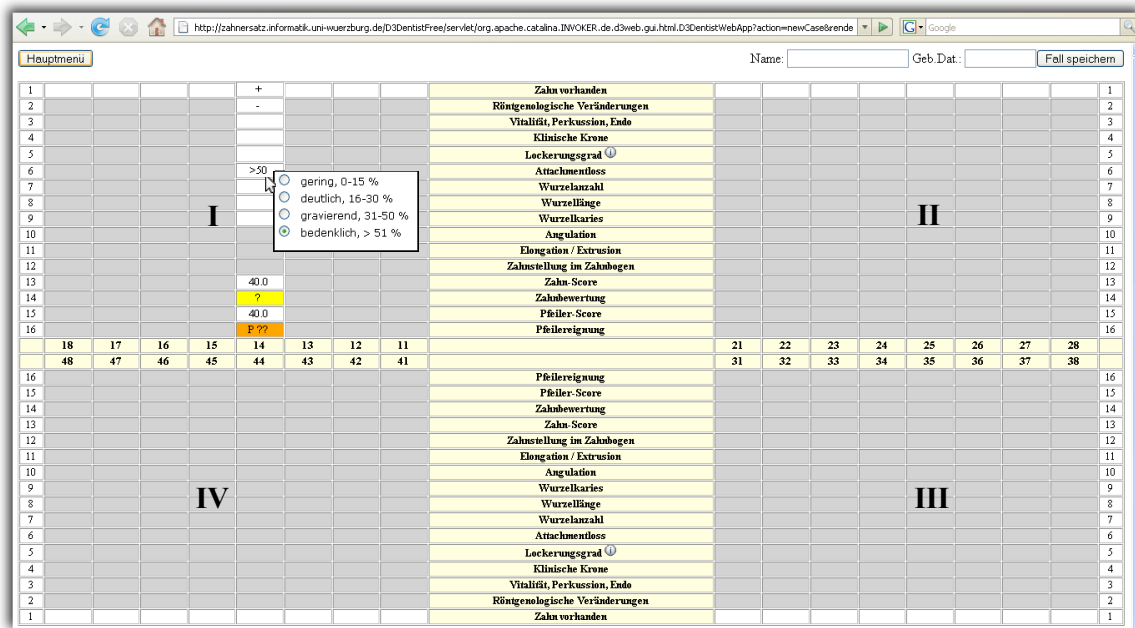 http://zahnersatz.informatik.uni-wuerzburg.de/D3DentistFree/servlet/org.apache.catalina.INVOKER.de.d3web.gui.html.D3DentistWebApp?action=newCase&rende
G Google
Hauptmenü Name: Geb.Dat.: Fall speichern
1 + Zahn vorhanden 1
2 - Röntgenologische Veränderungen 2
3 Vitalität, Perkussion, Endo 3
4 Klinische Krone 4
5 Lockerungsgrad i 5
6 >50 Attachmentloss 6
7 Wurzelanzahl 7
8 Wurzellänge 8
9 Wurzelkaries 9
10 Angulation 10
11 Elongation / Extrusion 11
12 Zahnstellung im Zahnbogen 12
13 40.0 Zahn-Score 13
14 ? Zahnbewertung 14
15 40.0 Pfeiler-Score 15
16 P ?? Pfeilereignung 16
gering, 0-15 %
deutlich, 16-30 %
gravierend, 31-50 %
bedenklich, > 51 %
I II
18 17 16 15 14 13 12 11 21 22 23 24 25 26 27 28
48 47 46 45 44 43 42 41 31 32 33 34 35 36 37 38
16 Pfeilereignung 16
15 Pfeiler-Score 15
14 Zahnbewertung 14
13 Zahn-Score 13
12 Zahnstellung im Zahnbogen 12
11 Elongation / Extrusion 11
10 Angulation 10
9 Wurzelkaries 9
8 Wurzellänge 8
7 Wurzelanzahl 7
6 Attachmentloss 6
5 Lockerungsgrad i 5
4 Klinische Krone 4
3 Vitalität, Perkussion, Endo 3
2 Röntgenologische Veränderungen 2
1 Zahn vorhanden 1
IV III